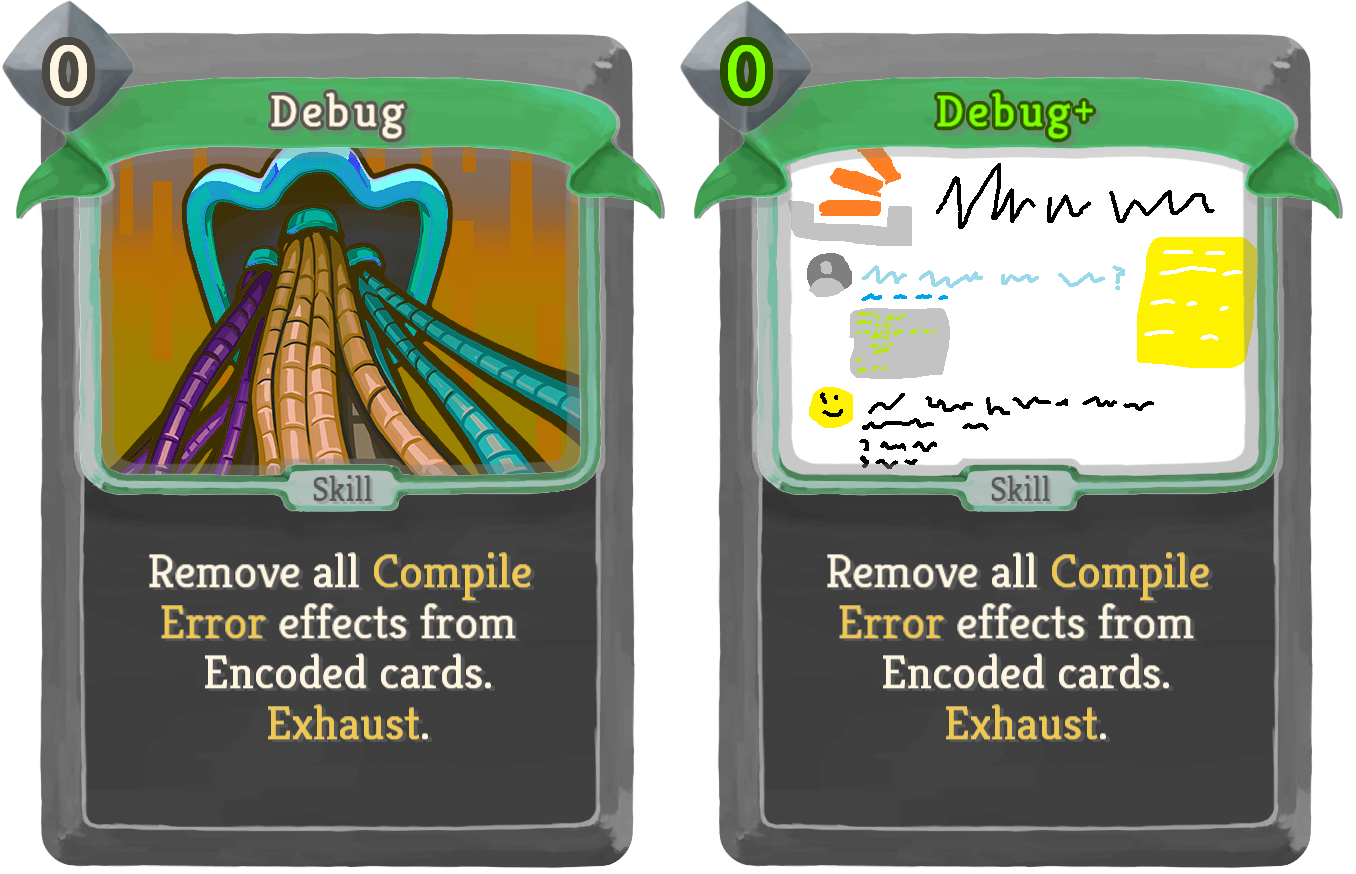 0
Debug
Skill
Remove all Compile
Error effects from
Encoded cards.
Exhaust.
0
Debug+
?
Skill
Remove all Compile
Error effects from
Encoded cards.
Exhaust.